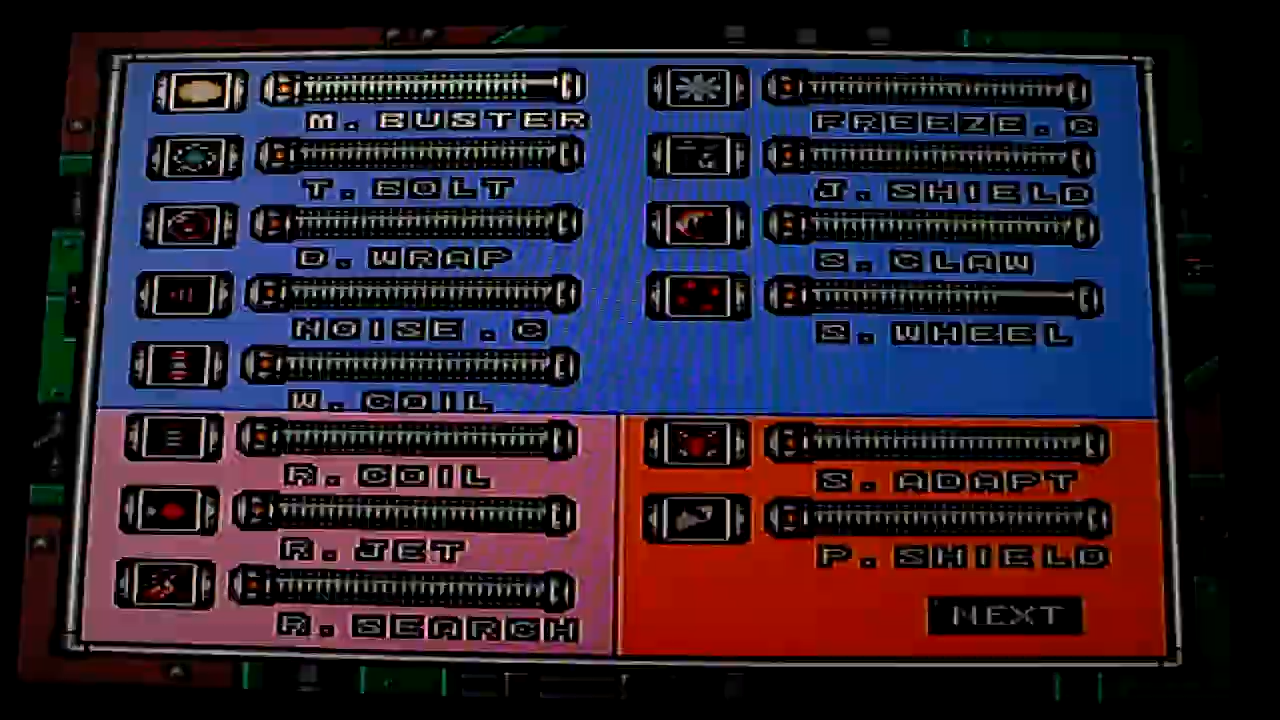 M. BUSTER
T. BOLT
D. WRAP
NOISE. C
W. COIL
FREEZE. C
J. SHIELD
S. CLAW
S. WHEEL
R. COIL
R. JET
R. SEARCH
S. ADAPT
P. SHIELD
NEXT